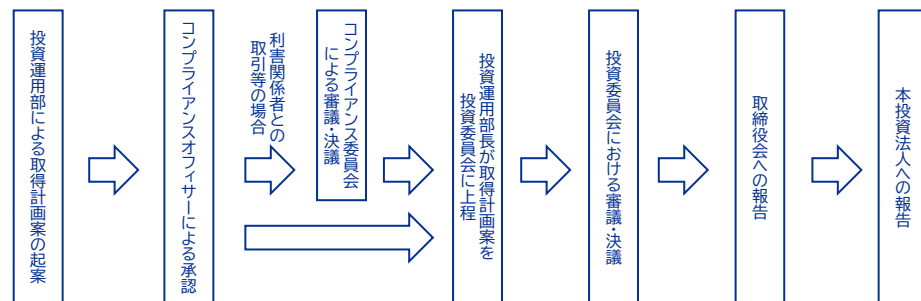 投資運用部による取得計画案の起案
コンプライアンスオフィサーによる承認
利害関係者との
取引等の場合
コンプライアンス委員会
による審議・決議
投資運用部長が取得計画案を
投資委員会に上程
投資委員会における審議・決議
取締役会への報告
本投資法人への報告